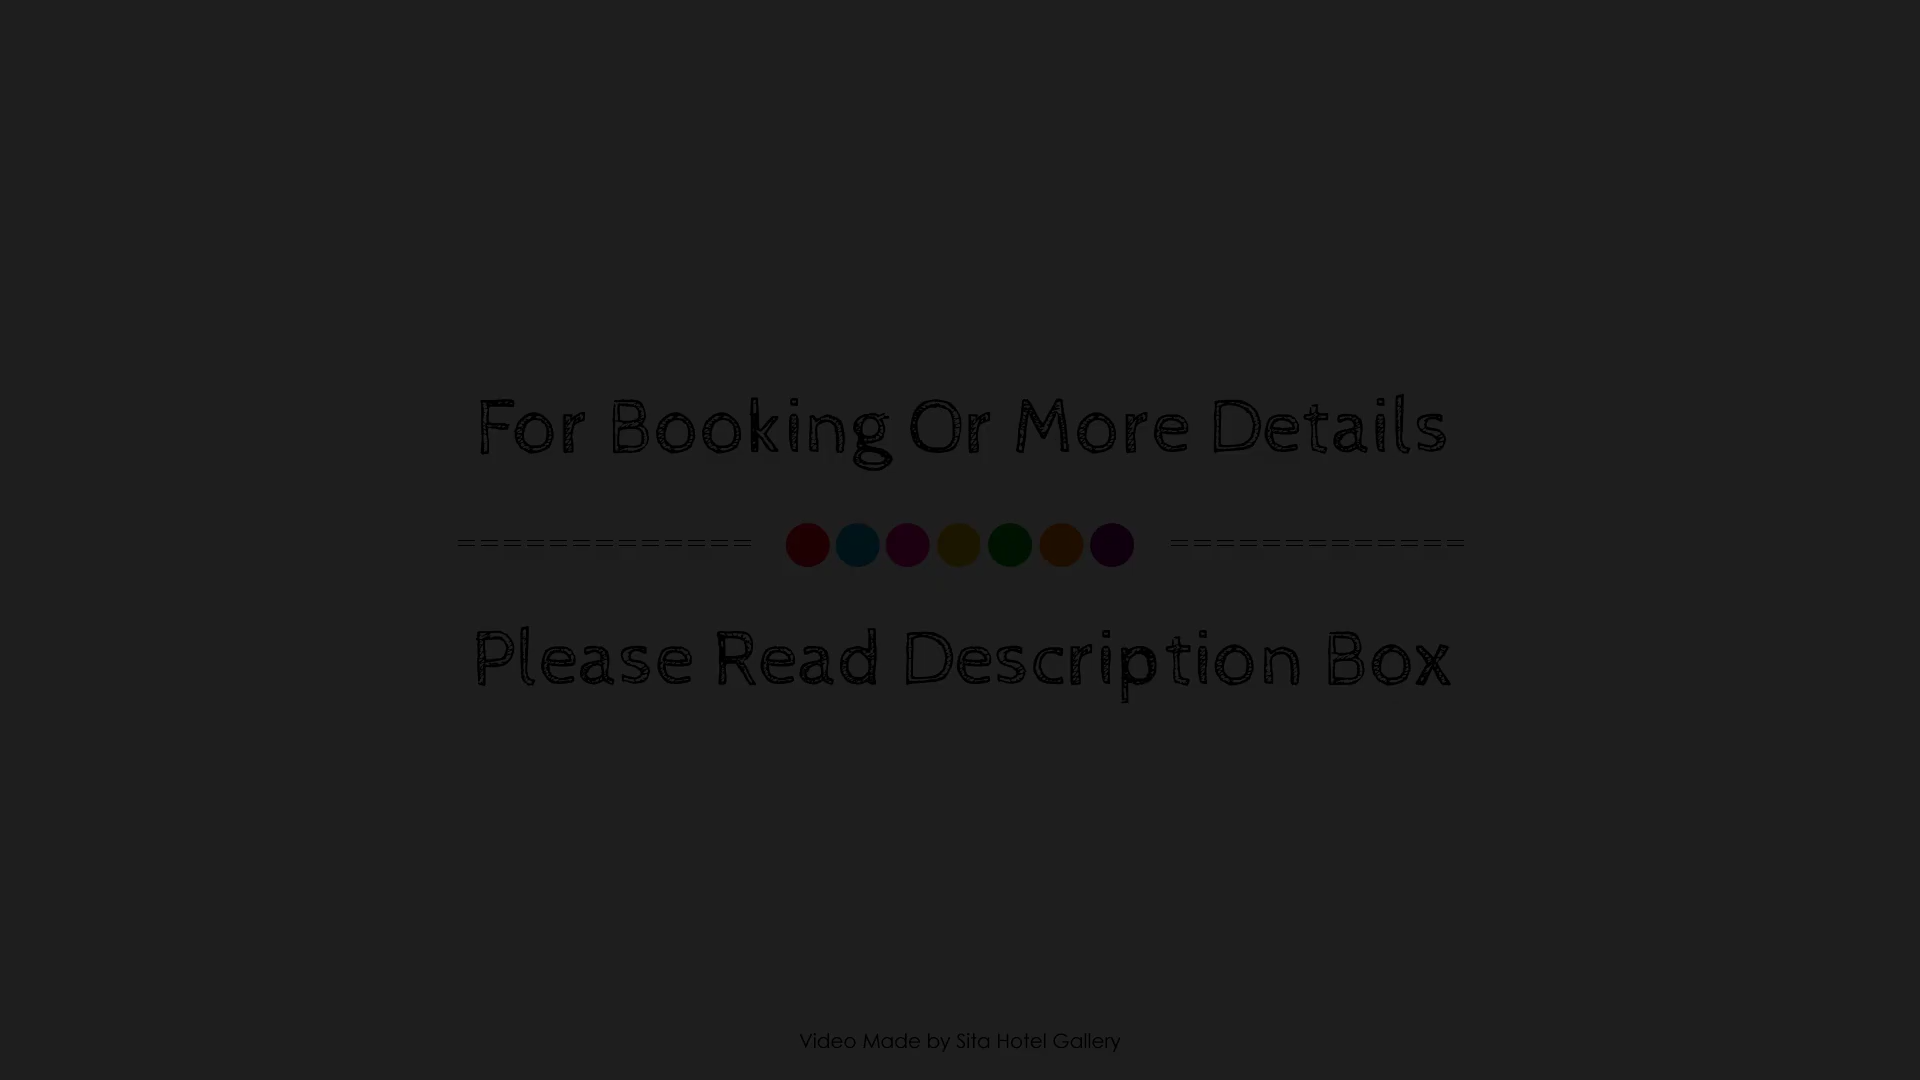 For Booking Or More Details
============= =============
Please Read Description Box
Video Made by Sita Hotel Gallery